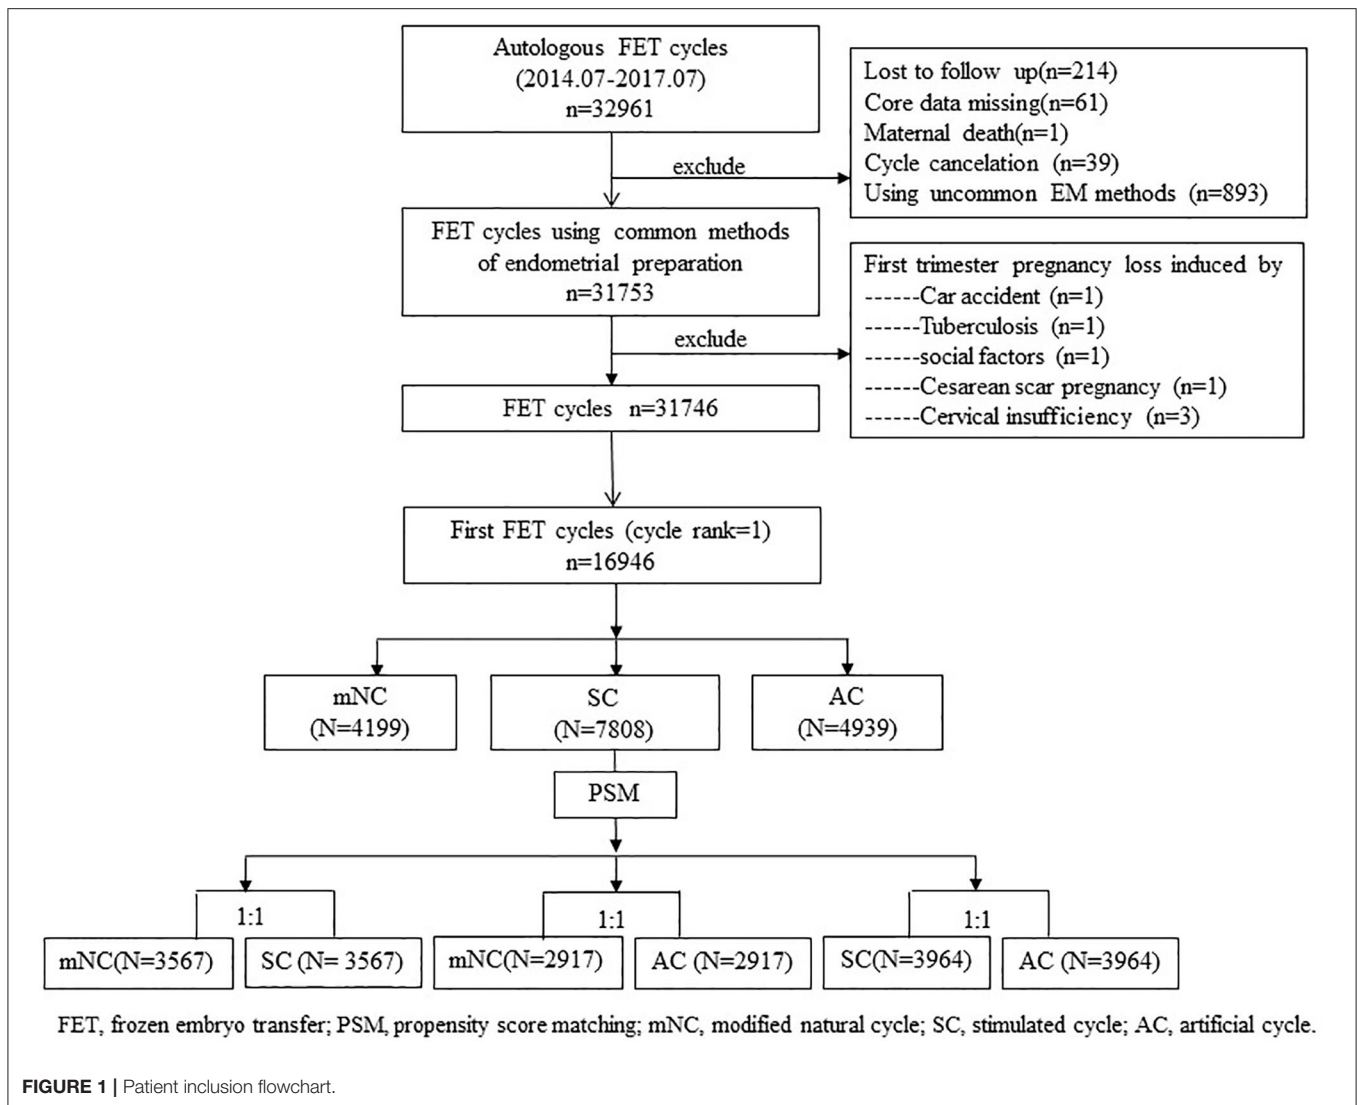 Autologous FET cycles
(2014.07-2017.07)
n=32961
Lost to follow up(n=214)
Core data missing(n=61)
Maternal death(n=1)
Cycle cancelation (n=39)
Using uncommon EM methods (n=893)
exclude
FET cycles using common methods
of endometrial preparation
n=31753
First trimester pregnancy loss induced by
------Car accident (n=1)
------Tuberculosis (n=1)
------social factors (n=1)
------Cesarean scar pregnancy (n=1)
------Cervical insufficiency (n=3)
exclude
FET cycles n=31746
First FET cycles (cycle rank=1)
n=16946
mNC
(N=4199)
SC
(N=7808)
AC
(N=4939)
PSM
1:1
1:1
1:1
mNC(N=3567)
SC (N= 3567)
mNC(N=2917)
AC (N=2917)
SC(N=3964)
AC (N=3964)
FET, frozen embryo transfer; PSM, propensity score matching; mNC, modified natural cycle; SC, stimulated cycle; AC, artificial cycle.
FIGURE 1 | Patient inclusion flowchart.